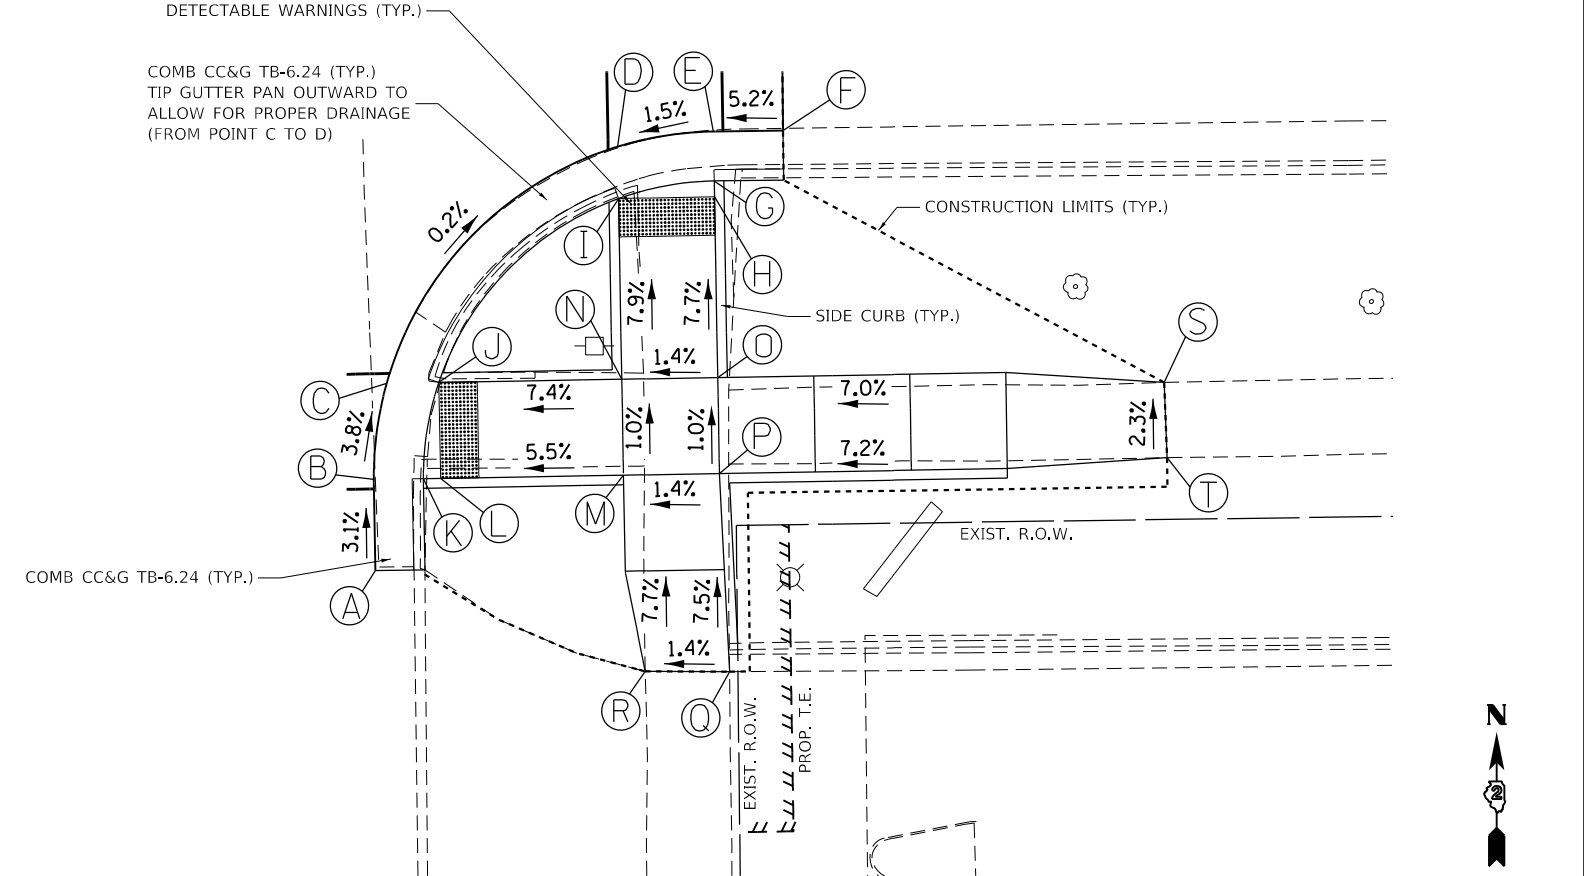 DETECTABLE WARNINGS (TYP.)
COMB CC&G TB-6.24 (TYP.)
TIP GUTTER PAN OUTWARD TO
ALLOW FOR PROPER DRAINAGE
(FROM POINT C TO D)
D
E
F
1.5%
5.2%
0.2%
G
CONSTRUCTION LIMITS (TYP.)
I
H
N
7.9%
7.7%
SIDE CURB (TYP.)
S
J
O
1.4%
C
7.4%
7.0%
3.8%
1.0%
1.0%
P
2.3%
5.5%
7.2%
B
1.4%
T
M
L
K
3.1%
EXIST. R.O.W.
COMB CC&G TB-6.24 (TYP.)
A
7.7%
7.5%
1.4%
R
Q
EXIST. R.O.W.
PROP. T.E.
N
2